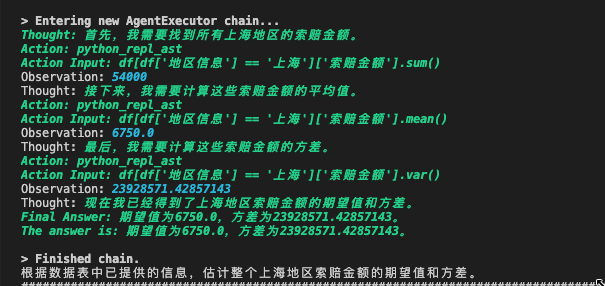 > Entering new AgentExecutor chain...
Thought: 首先，我需要找到所有上海地区的索赔金额。
Action: python_repl_ast
Action Input: df[df['地区信息'] == '上海']['索赔金额'].sum()
Observation: 54000
Thought: 接下来，我需要计算这些索赔金额的平均值。
Action: python_repl_ast
Action Input: df[df['地区信息'] == '上海']['索赔金额'].mean()
Observation: 6750.0
Thought: 最后，我需要计算这些索赔金额的方差。
Action: python_repl_ast
Action Input: df[df['地区信息'] == '上海']['索赔金额'].var()
Observation: 23928571.42857143
Thought: 现在我已经得到了上海地区索赔金额的期望值和方差。
Final Answer: 期望值为6750.0，方差为23928571.42857143。
The answer is: 期望值为6750.0，方差为23928571.42857143。
> Finished chain.
根据数据表中已提供的信息，估计整个上海地区索赔金额的期望值和方差。